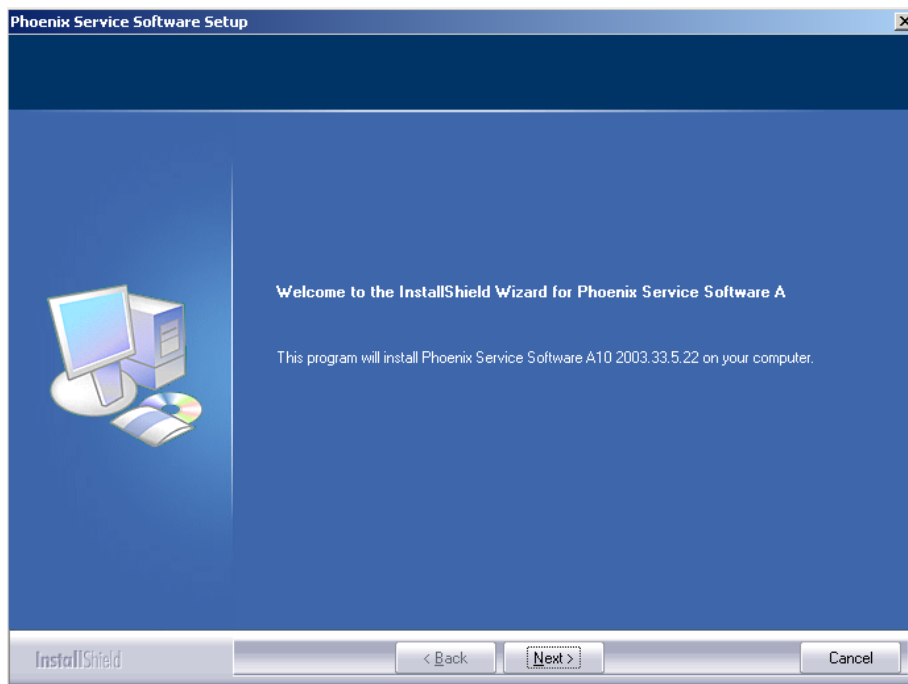 Phoenix Service Software Setup
Welcome to the InstallShield Wizard for Phoenix Service Software A
This program will install Phoenix Service Software A10 2003.33.5.22 on your computer.
InstallShield
< Back
Next >
Cancel